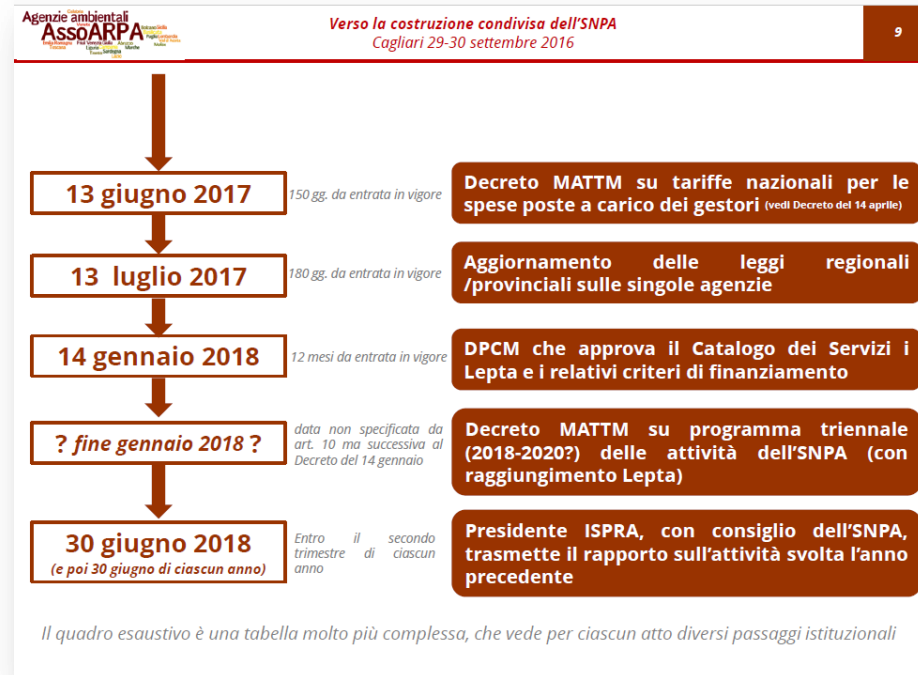 Agenzie ambientali
AssoARPA
Verso la costruzione condivisa dell'SNPA
Cagliari 29-30 settembre 2016
9
13 giugno 2017
150 gg. da entrata in vigore
Decreto MATTM su tariffe nazionali per le
spese poste a carico dei gestori (vedi Decreto del 14 aprile)
13 luglio 2017
180 gg. da entrata in vigore
Aggiornamento delle leggi regionali
/provinciali sulle singole agenzie
14 gennaio 2018
12 mesi da entrata in vigore
DPCM che approva il Catalogo dei Servizi i
Lepta e i relativi criteri di finanziamento
? fine gennaio 2018 ?
data non specificata da
art. 10 ma successiva al
Decreto del 14 gennaio
Decreto MATTM su programma triennale
(2018-2020?) delle attività dell'SNPA (con
raggiungimento Lepta)
30 giugno 2018
(e poi 30 giugno di ciascun anno)
Entro il secondo
trimestre di ciascun
anno
Presidente ISPRA, con consiglio dell'SNPA,
trasmette il rapporto sull'attività svolta l'anno
precedente
Il quadro esaustivo è una tabella molto più complessa, che vede per ciascun atto diversi passaggi istituzionali